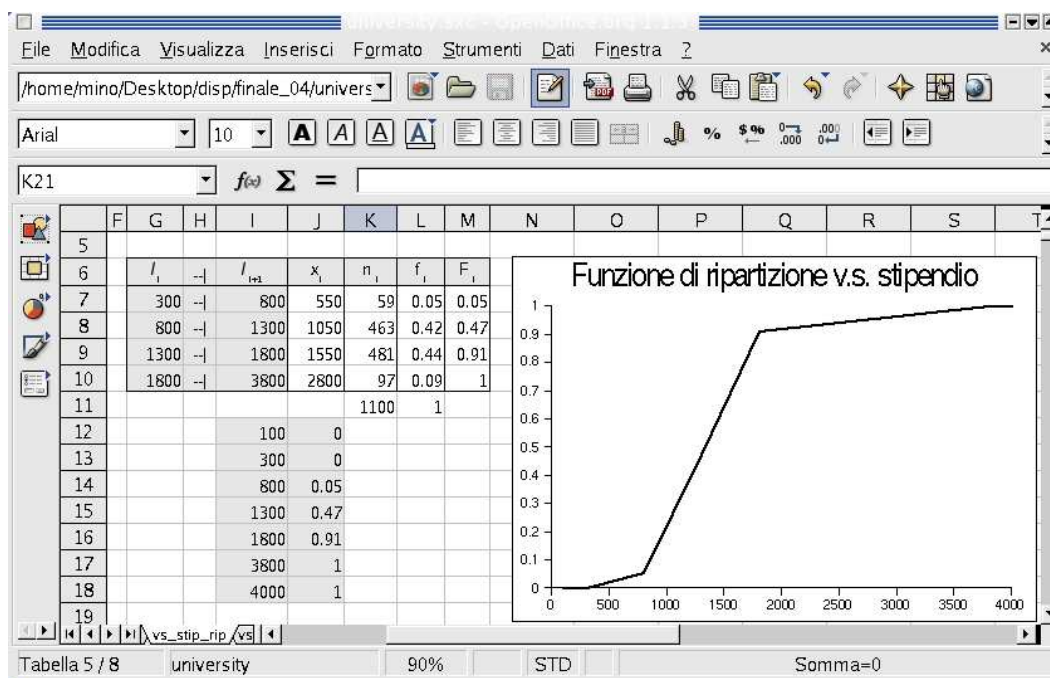 File Modifica Visualizza Inserisci Formato Strumenti Dati Finestra ?
/home/mino/Desktop/disp/finale_04/univers
Arial 10 A A A A % $ % 0 .000 .000 0
K21 f(x) Σ =
F G H I J K L M N O P Q R S T
5
6 l i --| l i+1 x i n i f i F i
7 300 --| 800 550 59 0.05 0.05
8 800 --| 1300 1050 463 0.42 0.47
9 1300 --| 1800 1550 481 0.44 0.91
10 1800 --| 3800 2800 97 0.09 1
11 1100 1
12 100 0
13 300 0
14 800 0.05
15 1300 0.47
16 1800 0.91
17 3800 1
18 4000 1
19
Funzione di ripartizione v.s. stipendio
1
0.9
0.8
0.7
0.6
0.5
0.4
0.3
0.2
0.1
0
0 500 1000 1500 2000 2500 3000 3500 4000
vs_stip_rip vs
Tabella 5 / 8 university 90% STD Somma=0